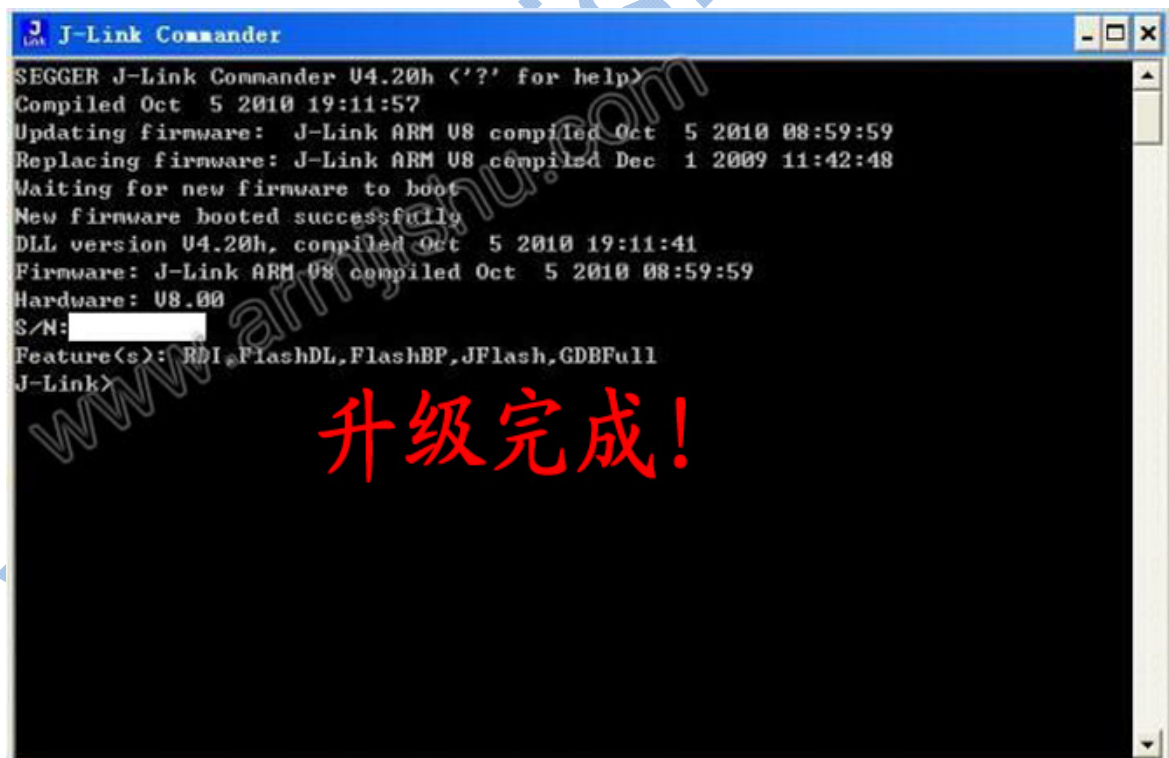 J-Link Commander
SEGGER J-Link Commander V4.20h ('?' for help)
Compiled Oct  5 2010 19:11:57
Updating firmware:  J-Link ARM V8 compiled Oct  5 2010 08:59:59
Replacing firmware: J-Link ARM V8 compiled Dec  1 2009 11:42:48
Waiting for new firmware to boot
New firmware booted successfully
DLL version V4.20h, compiled Oct  5 2010 19:11:41
Firmware: J-Link ARM V8 compiled Oct  5 2010 08:59:59
Hardware: V8.00
S/N:
Feature(s): RDI,FlashDL,FlashBP,JFlash,GDBFull
J-Link>
升级完成!
www.armjishu.com